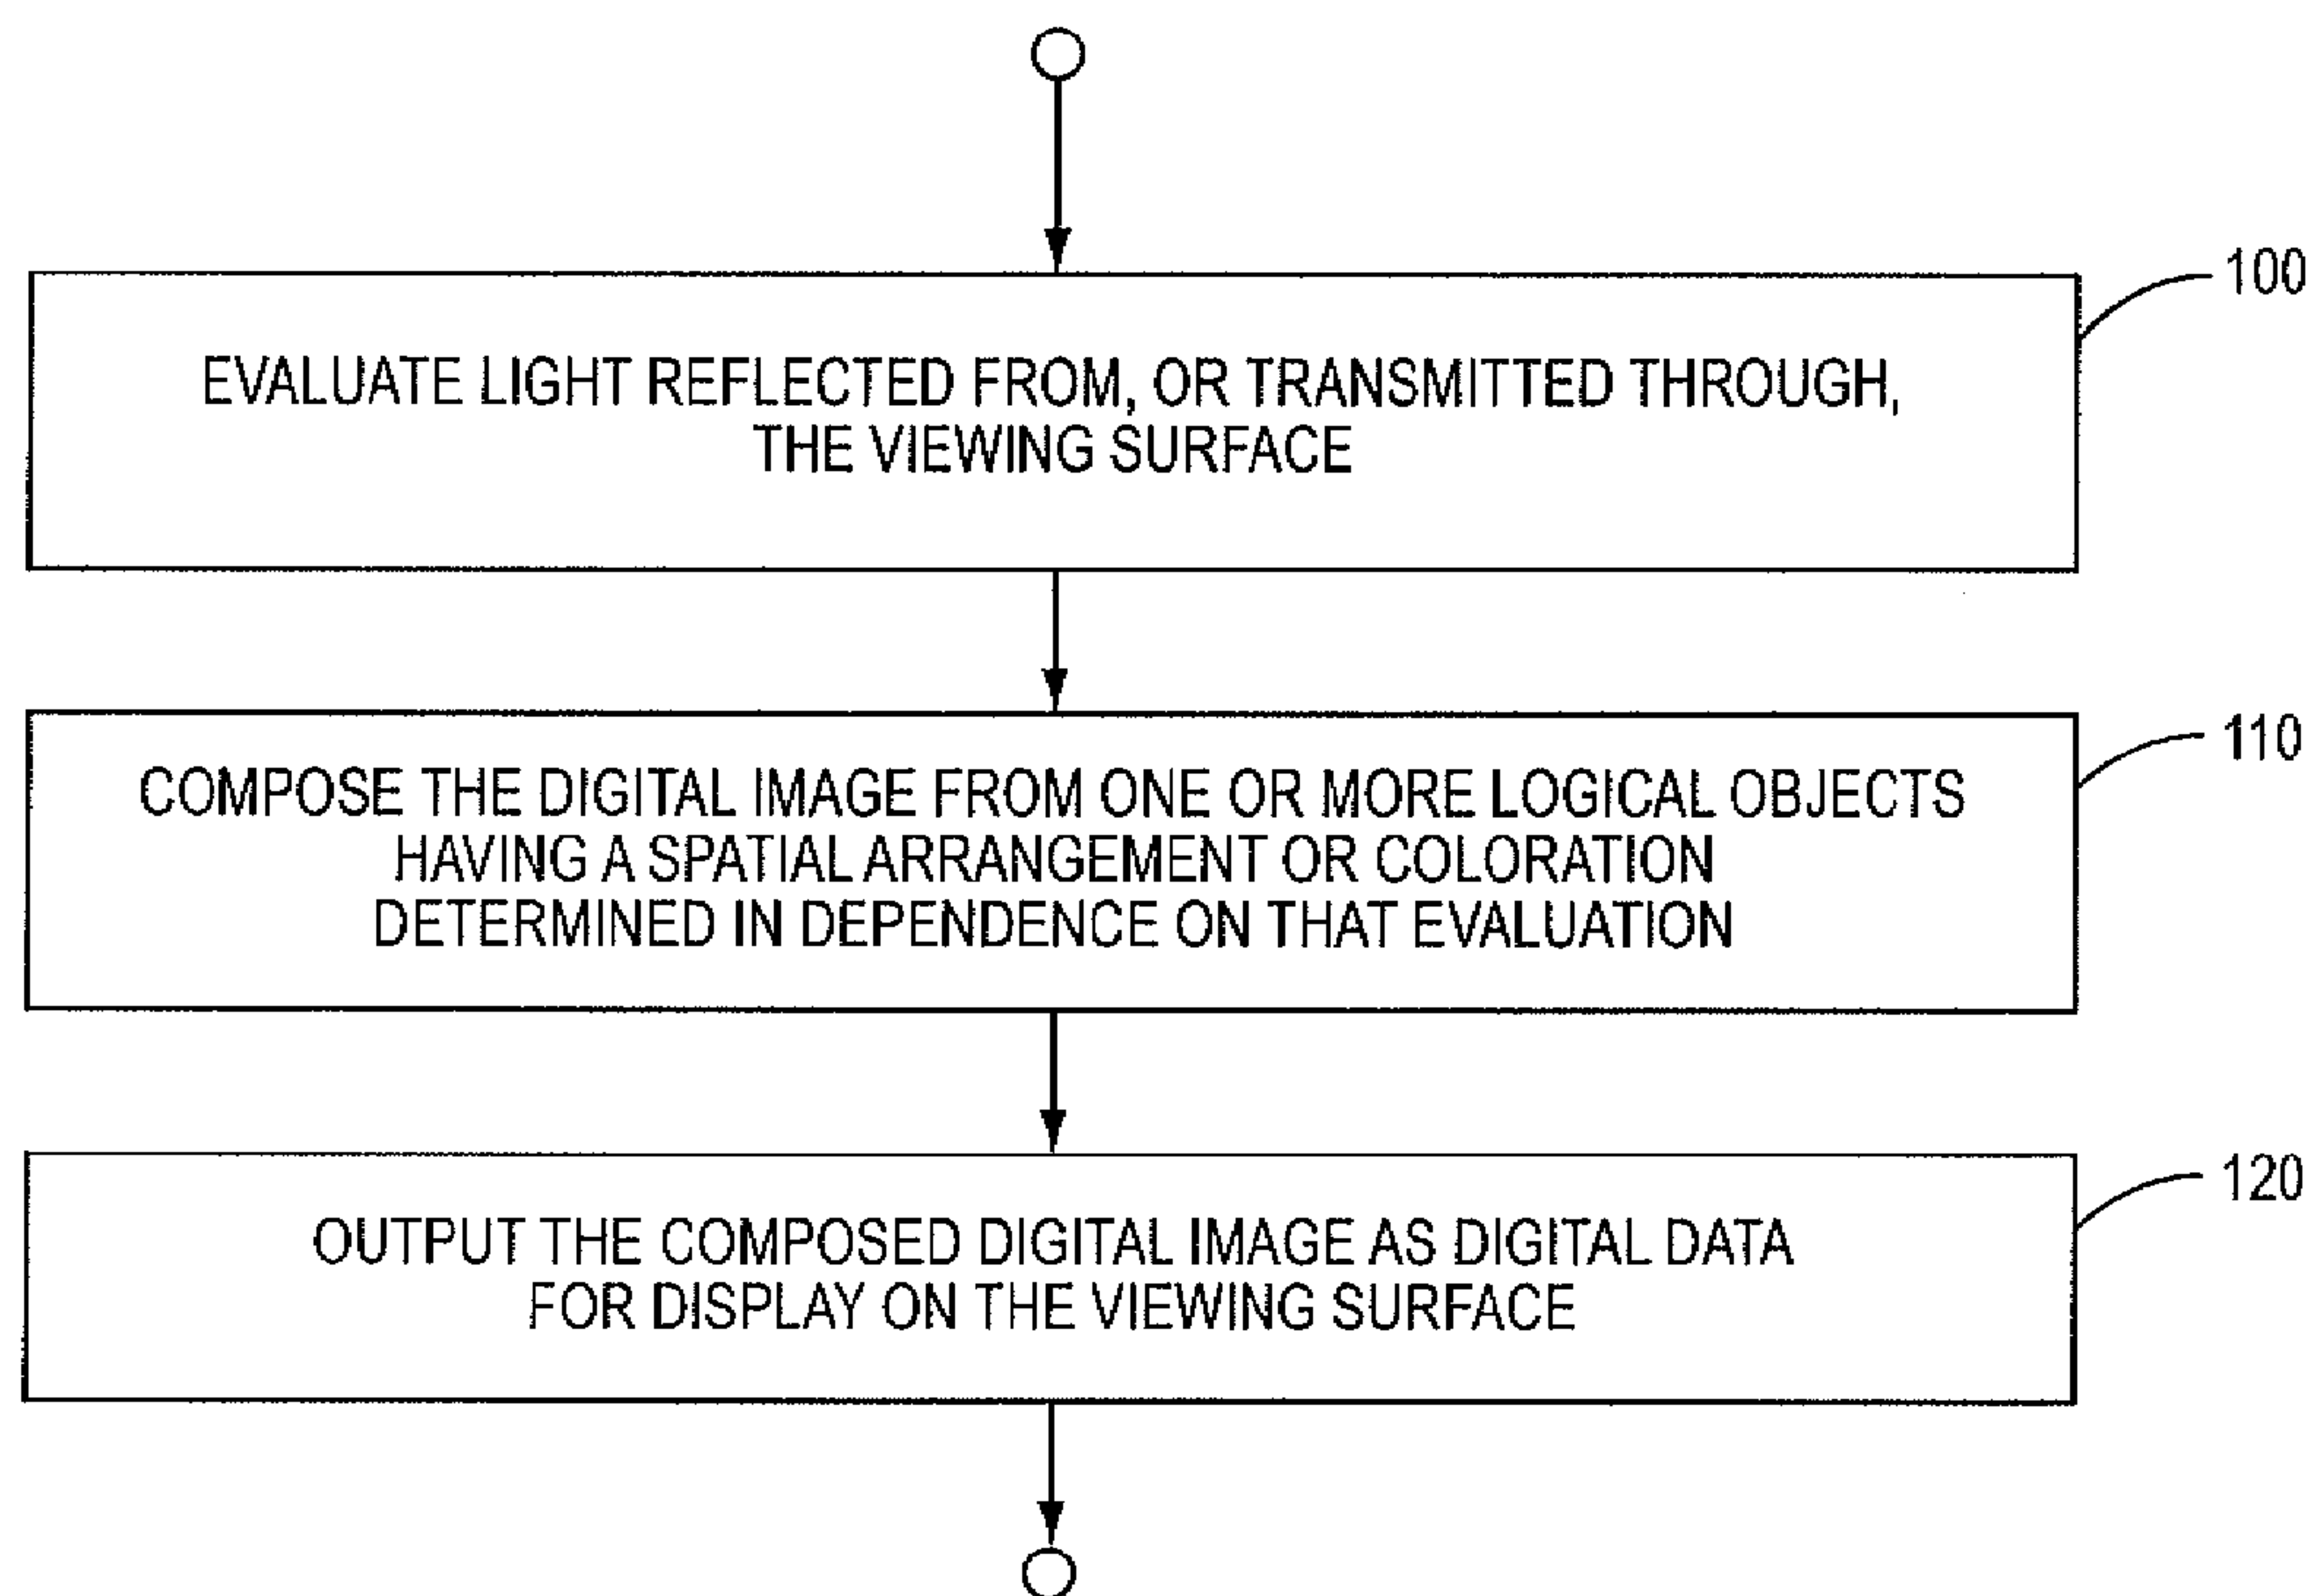 100
EVALUATE LIGHT REFLECTED FROM, OR TRANSMITTED THROUGH,
THE VIEWING SURFACE
110
COMPOSE THE DIGITAL IMAGE FROM ONE OR MORE LOGICAL OBJECTS
HAVING A SPATIAL ARRANGEMENT OR COLORATION
DETERMINED IN DEPENDENCE ON THAT EVALUATION
120
OUTPUT THE COMPOSED DIGITAL IMAGE AS DIGITAL DATA
FOR DISPLAY ON THE VIEWING SURFACE